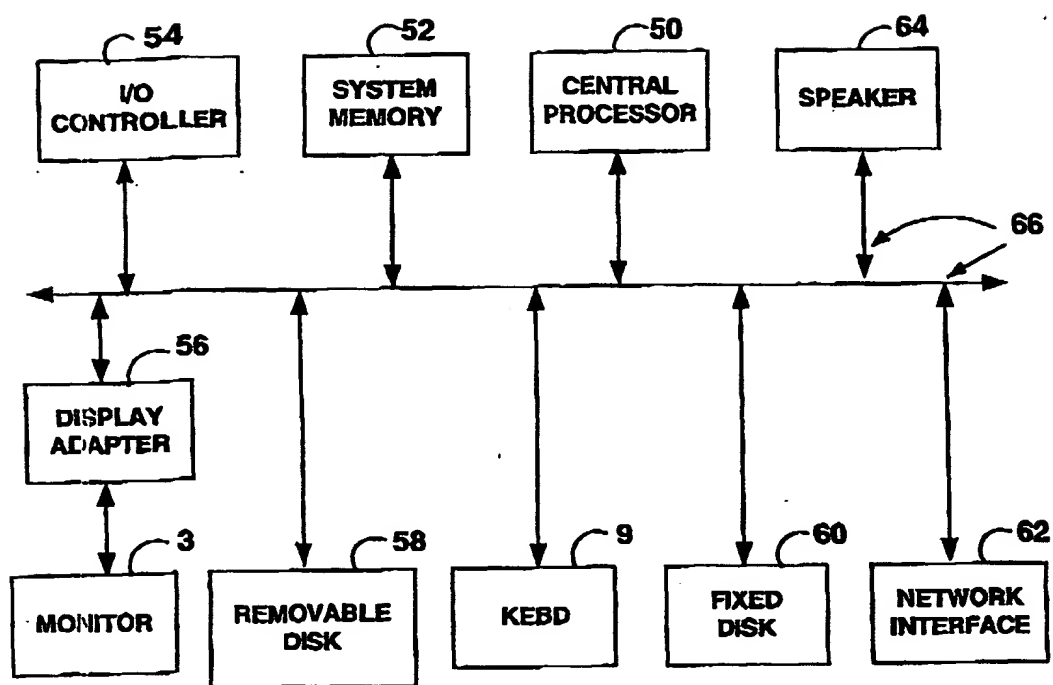 54
52
50
64
I/O
CONTROLLER
SYSTEM
MEMORY
CENTRAL
PROCESSOR
SPEAKER
66
56
DISPLAY
ADAPTER
3
58
9
60
62
MONITOR
REMOVABLE
DISK
KEBD
FIXED
DISK
NETWORK
INTERFACE